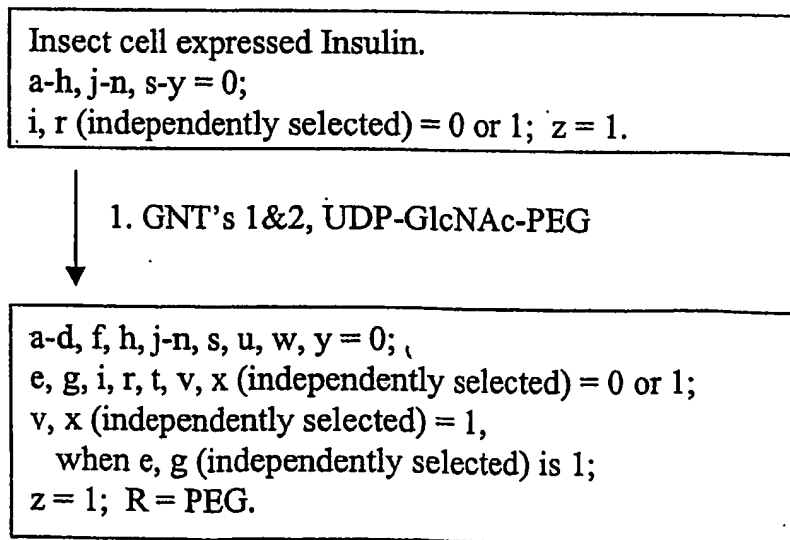 Insect cell expressed Insulin.
a-h, j-n, s-y = 0;
i, r (independently selected) = 0 or 1; z = 1.
1. GNT's 1&2, UDP-GlcNAc-PEG
a-d, f, h, j-n, s, u, w, y = 0;
e, g, i, r, t, v, x (independently selected) = 0 or 1;
v, x (independently selected) = 1,
when e, g (independently selected) is 1;
z = 1; R = PEG.